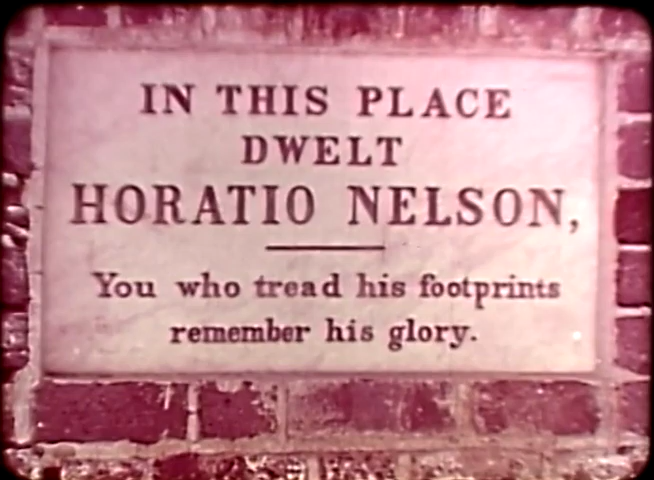 IN THIS PLACE
DWELT
HORATIO NELSON,
You who tread his footprints
remember his glory.